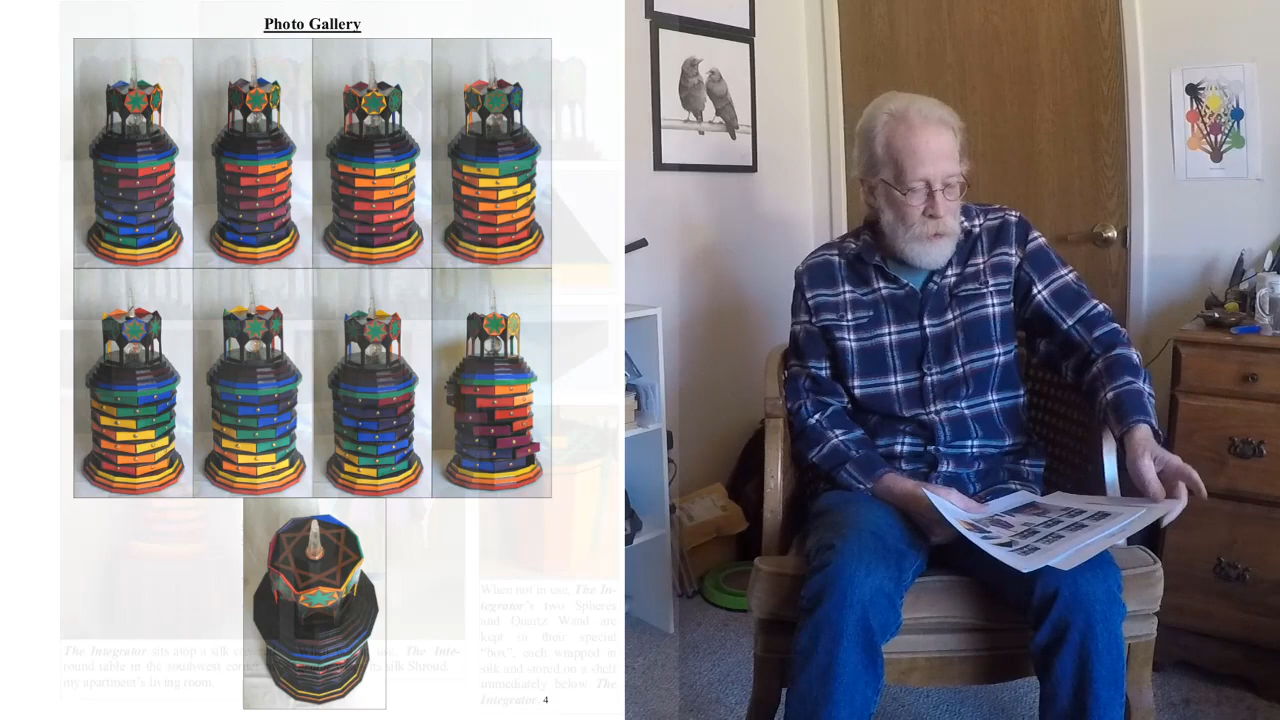 Photo Gallery
When not in use, The In-
tegrator's two Spheres
and Quartz Wand are
kept in their special
"box", each wrapped in
silk and stored on a shelf
immediately below The
Integrator.
The Integrator sits atop a silk
round table in the southwest corner
my apartment's living room.
use, The Inte-
silk Shroud.
4